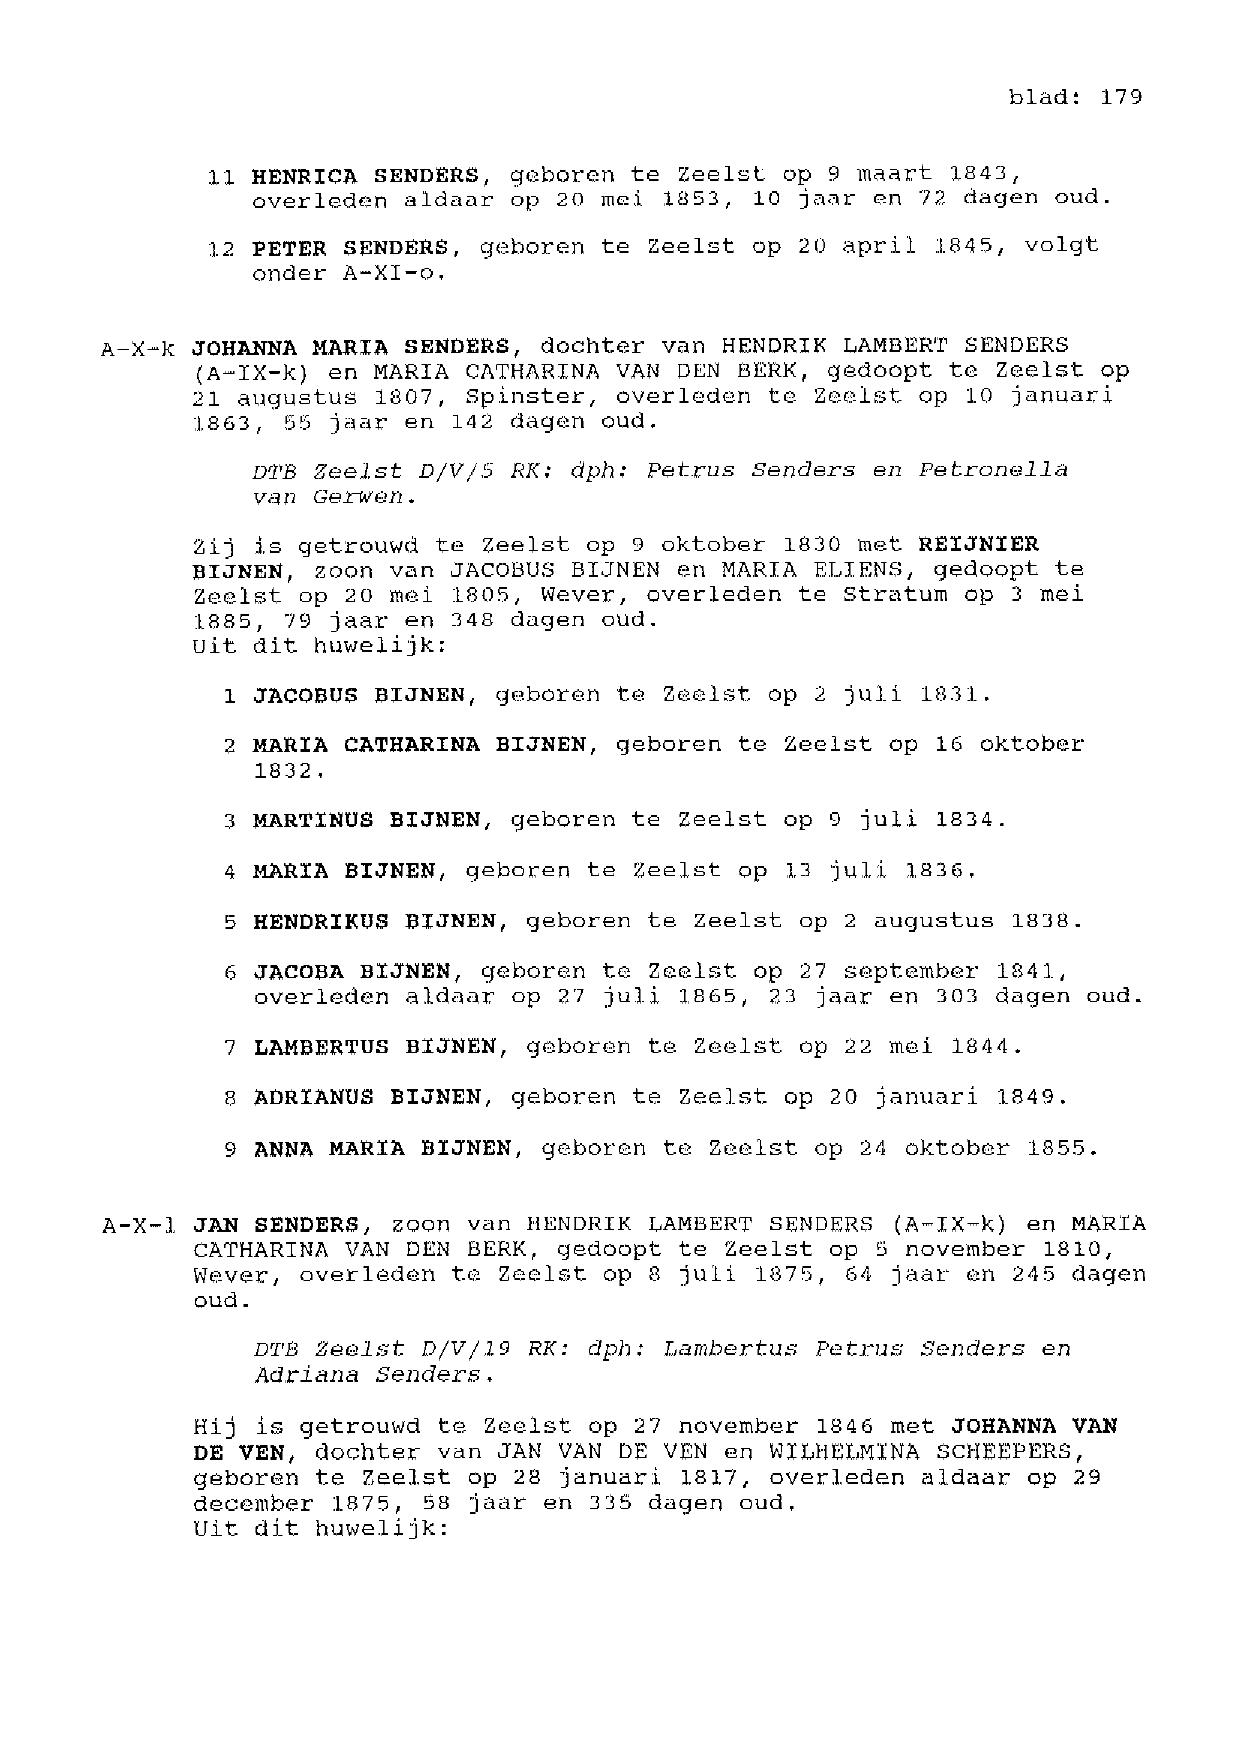 blad: 179
11 HENRICA SENDERS, geboren te Zeelst op 9 maart 1843,
overleden aldaar op 20 mei 1853, 10 jaar en 72 dagen oud.
12 PETER SENDERS, geboren te Zeelst op 20 april 1845, volgt
onder A-XI-o.
A-X-k JOHANNA MARIA SENDERS, dochter van HENDRIK LAMBERT SENDERS
(A-IX-k) en MARIA CATHARINA VAN DEN BERK, gedoopt te Zeelst op
21 augustus 1807, Spinster, overleden te Zeelst op 10 januari
1863, 55 jaar en 142 dagen oud.
DTB Zeelst D/V/5 RK: dph: Petrus Senders en Petronella
van Gerwen.
Zij is getrouwd te Zeelst op 9 oktober 1830 met REIJNIER
BIJNEN, zoon van JACOBUS BIJNEN en MARIA ELIENS, gedoopt te
Zeelst op 20 mei 1805, Wever, overleden te Stratum op 3 mei
1885, 79 jaar en 348 dagen oud.
Uit dit huwelijk:
1 JACOBUS BIJNEN, geboren te Zeelst op 2 juli 1831.
2 MARIA CATHARINA BIJNEN, geboren te Zeelst op 16 oktober
1832.
3 MARTINUS BIJNEN, geboren te Zeelst op 9 juli 1834.
4 MARIA BIJNEN, geboren te Zeelst op 13 juli 1836.
5 HENDRIKUS BIJNEN, geboren te Zeelst op 2 augustus 1838.
6 JACOBA BIJNEN, geboren te Zeelst op 27 september 1841,
overleden aldaar op 27 juli 1865, 23 jaar en 303 dagen oud.
7 LAMBERTUS BIJNEN, geboren te Zeelst op 22 mei 1844.
8 ADRIANUS BIJNEN, geboren te Zeelst op 20 januari 1849.
9 ANNA MARIA BIJNEN, geboren te Zeelst op 24 oktober 1855.
A-X-l JAN SENDERS, zoon van HENDRIK LAMBERT SENDERS (A-IX-k) en MARIA
CATHARINA VAN DEN BERK, gedoopt te Zeelst op 5 november 1810,
Wever, overleden te Zeelst op 8 juli 1875, 64 jaar en 245 dagen
oud.
DTB Zeelst D/V/19 RK: dph: Lambertus Petrus Senders en
Adriana Senders.
Hij is getrouwd te Zeelst op 27 november 1846 met JOHANNA VAN
DE VEN, dochter van JAN VAN DE VEN en WILHELMINA SCHEEPERS,
geboren te Zeelst op 28 januari 1817, overleden aldaar op 29
december 1875, 58 jaar en 335 dagen oud.
Uit dit huwelijk: